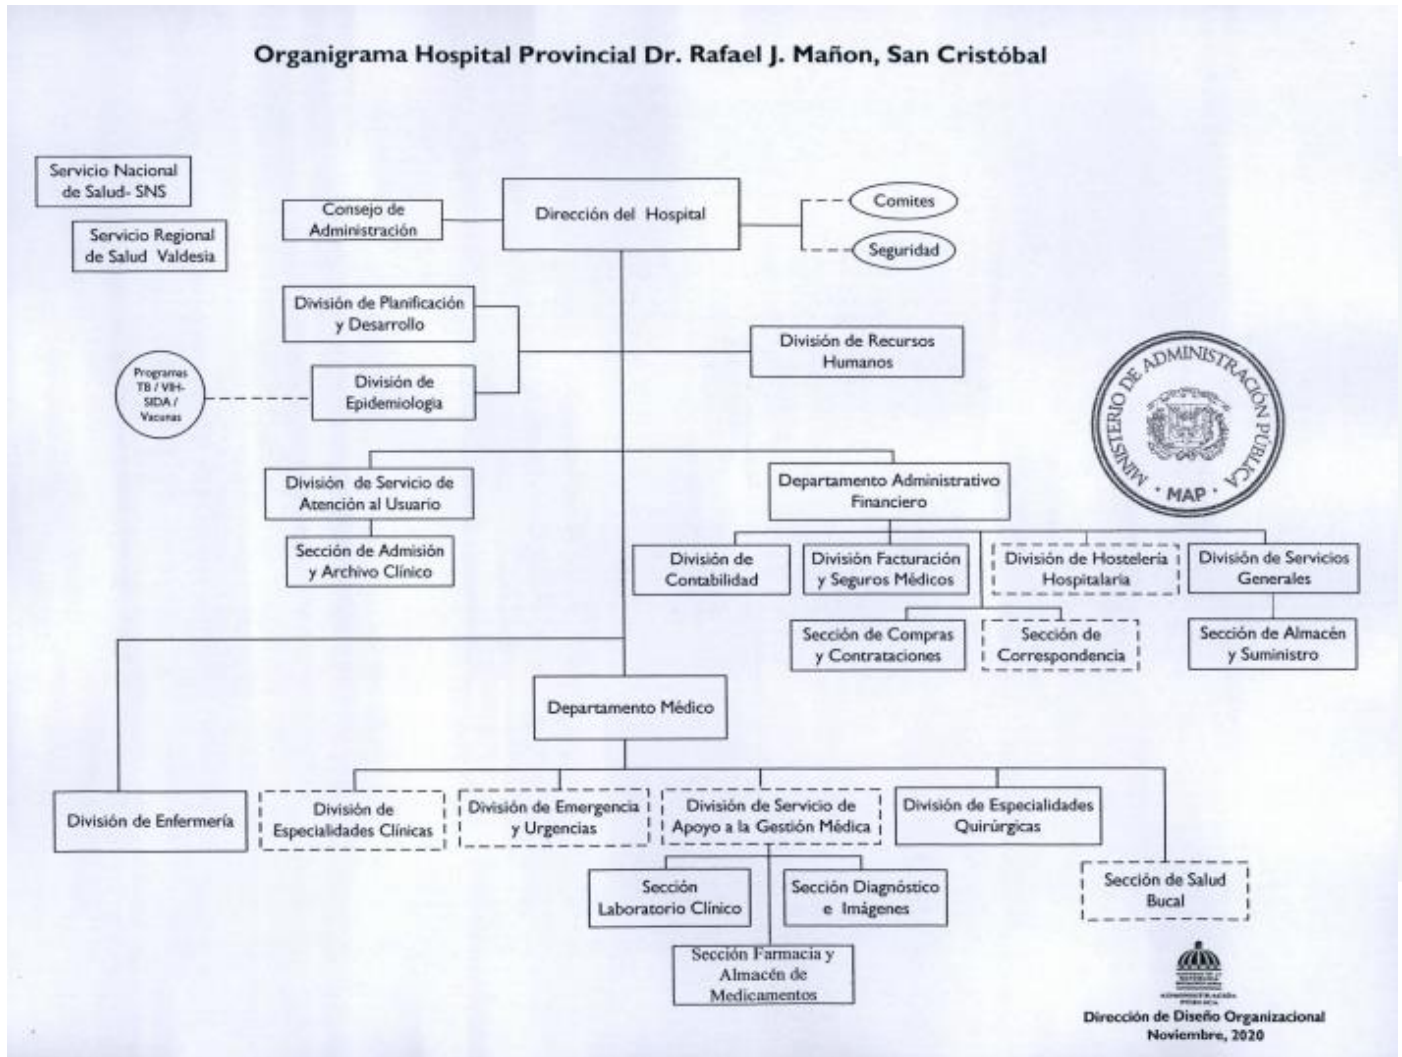 Organigrama Hospital Provincial Dr. Rafael J. Mañon, San Cristóbal
Servicio Nacional
de Salud- SNS
Servicio Regional
de Salud Valdesia
Consejo de
Administración
Dirección del Hospital
Comites
Seguridad
División de Planificación
y Desarrollo
División de Recursos
Humanos
Programas
TB / VIH-
SIDA /
Vacunas
División de
Epidemiologia
MINISTERIO DE ADMINISTRACIÓN PÚBLICA
· MAP ·
División de Servicio de
Atención al Usuario
Departamento Administrativo
Financiero
Sección de Admisión
y Archivo Clínico
División de
Contabilidad
División Facturación
y Seguros Médicos
División de Hostelería
Hospitalaria
División de Servicios
Generales
Sección de Compras
y Contrataciones
Sección de
Correspondencia
Sección de Almacén
y Suministro
Departamento Médico
División de Enfermería
División de
Especialidades Clínicas
División de Emergencia
y Urgencias
División de Servicio de
Apoyo a la Gestión Médica
División de Especialidades
Quirúrgicas
Sección
Laboratorio Clínico
Sección Diagnóstico
e Imágenes
Sección de Salud
Bucal
Sección Farmacia y
Almacén de
Medicamentos
ADMINISTRACIÓN
PÚBLICA
Dirección de Diseño Organizacional
Noviembre, 2020